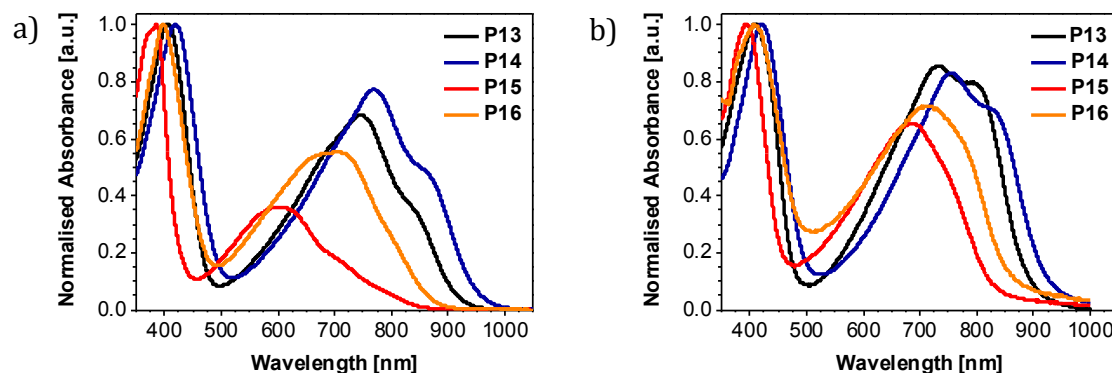 a)
Normalised Absorbance [a.u.]
1.0
0.8
0.6
0.4
0.2
0.0
P13
P14
P15
P16
400 500 600 700 800 900 1000
Wavelength [nm]
b)
Normalised Absorbance [a.u.]
1.0
0.8
0.6
0.4
0.2
0.0
P13
P14
P15
P16
400 500 600 700 800 900 1000
Wavelength [nm]